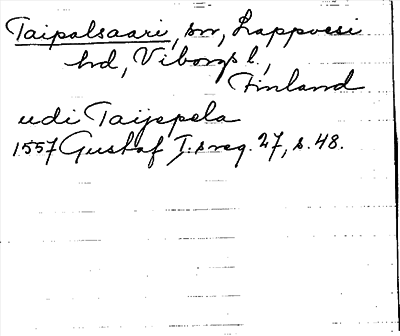 Taipalsaari, sn, Lappvesi
hd, Viborgs l.,
Finland
udi Taijepela
1557 Gustaf I:s reg. 27, s. 48.